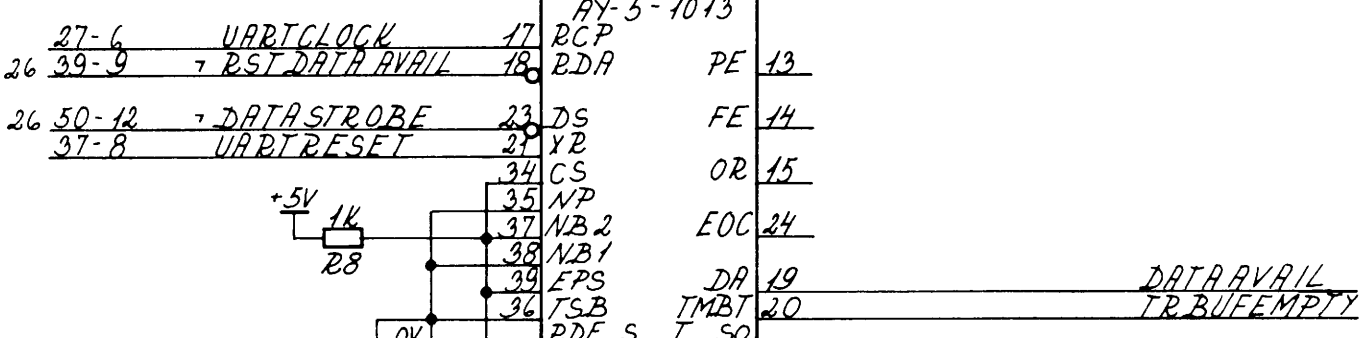 AY-5-1013
27-6 UARTCLOCK 17 RCP
26 39-9 ¬ RST DATA AVAIL 18 RDA PE 13
26 50-12 ¬ DATASTROBE 23 DS FE 14
37-8 UARTRESET 21 XR
34 CS OR 15
+5V 35 NP
1K 37 NB2 EOC 24
R8 38 NB1
39 EPS DA 19 DATAAVAIL
36 TSB TMBT 20 TRBUFEMPTY
0V